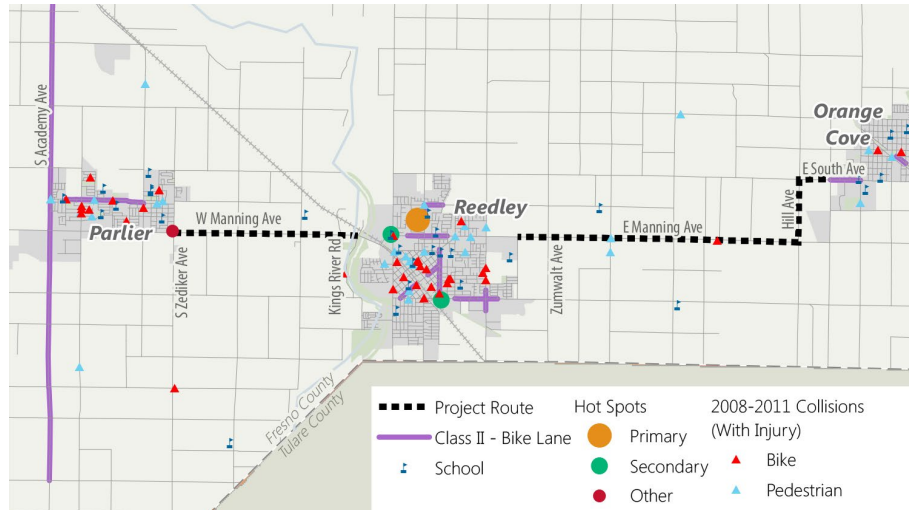 S Academy Ave
Parlier
W Manning Ave
S Zediker Ave
Kings River Rd
Reedley
Zumwalt Ave
E Manning Ave
Hill Ave
E South Ave
Orange
Cove
Fresno County
Tulare County
Project Route
Class II - Bike Lane
School
Hot Spots
Primary
Secondary
Other
2008-2011 Collisions
(With Injury)
Bike
Pedestrian